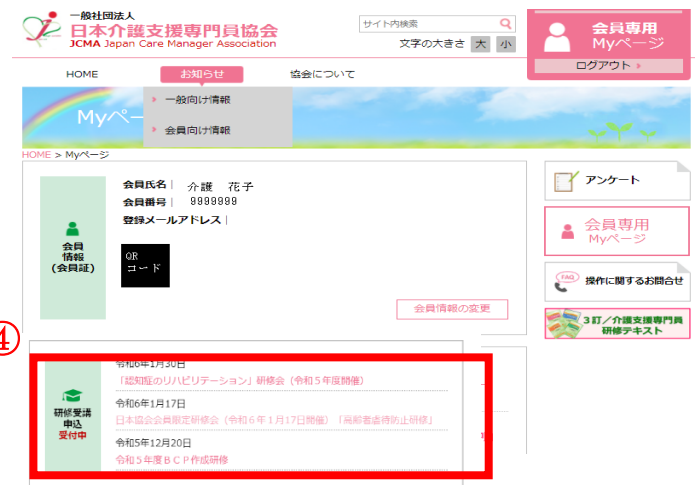 一般社団法人
日本介護支援専門員協会
JCMA Japan Care Manager Association
サイト内検索
文字の大きさ 大 小
会員専用
Myページ
ログアウト
HOME お知らせ 協会について
一般向け情報
会員向け情報
Myペー
HOME > Myページ
会員
情報
(会員証)
会員氏名| 介護 花子
会員番号| 9999999
登録メールアドレス|
QR
コード
会員情報の変更
アンケート
会員専用
Myページ
FAQ 操作に関するお問合せ
3訂/介護支援専門員
研修テキスト
④
研修受講
申込
受付中
令和6年1月30日
「認知症のリハビリテーション」研修会(令和5年度開催)
令和6年1月17日
日本協会会員限定研修会(令和6年1月17日開催)「高齢者虐待防止研修」
令和5年12月20日
令和5年度BCP作成研修